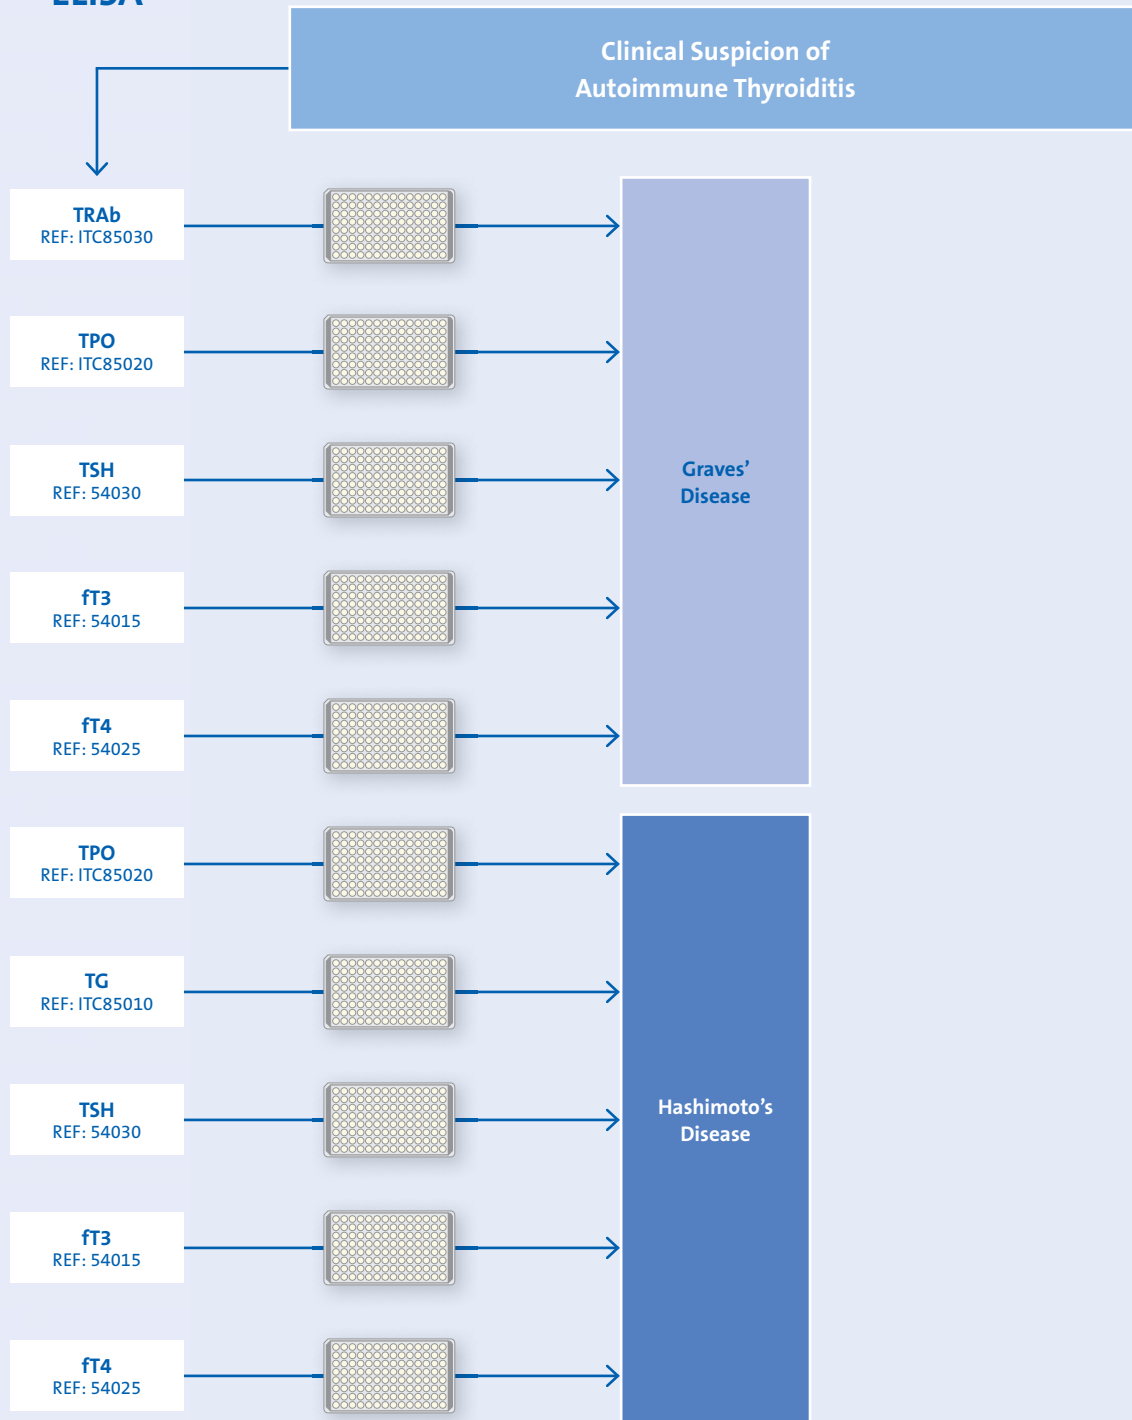 ELISA
Clinical Suspicion of
Autoimmune Thyroiditis
TRAb
REF: ITC85030
TPO
REF: ITC85020
TSH
REF: 54030
fT3
REF: 54015
fT4
REF: 54025
Graves’
Disease
TPO
REF: ITC85020
TG
REF: ITC85010
TSH
REF: 54030
fT3
REF: 54015
fT4
REF: 54025
Hashimoto’s
Disease